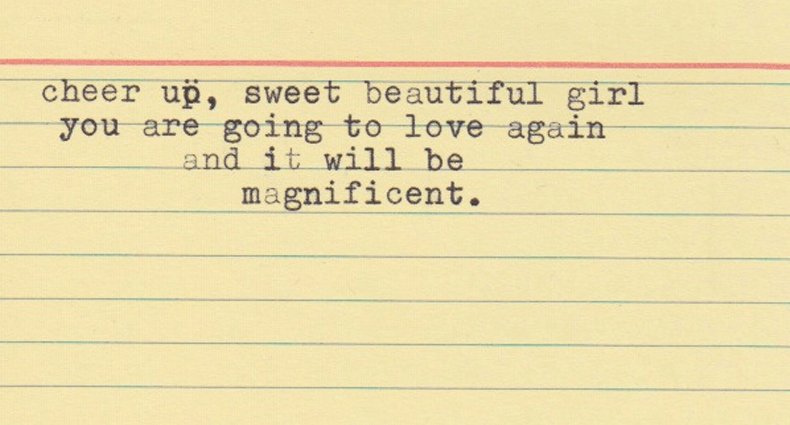 cheer up, sweet beautiful girl
you are going to love again
and it will be
magnificent.